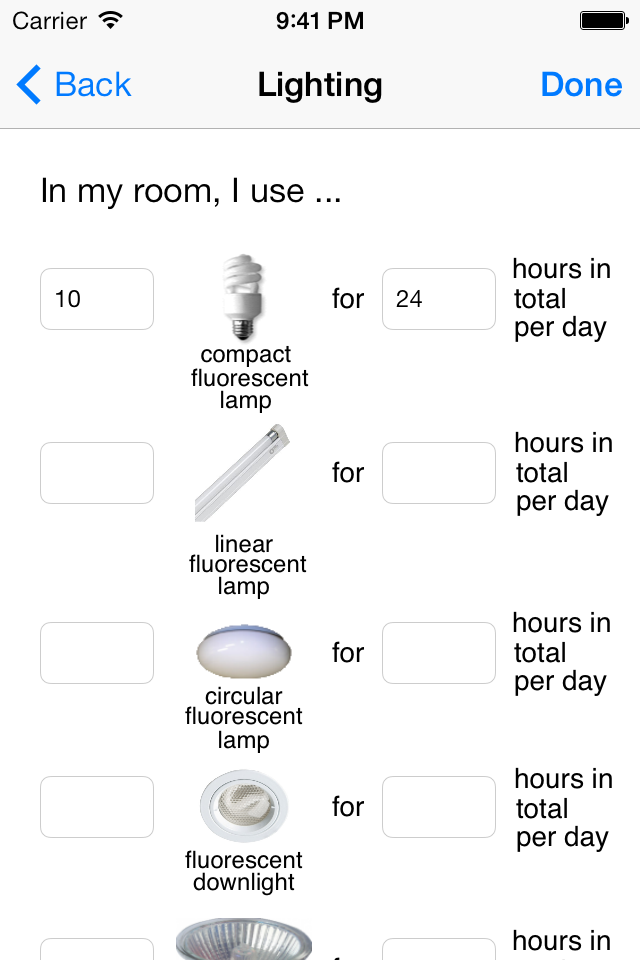 Carrier 9:41 PM
Back Lighting Done
In my room, I use ...
10 for 24 hours in
total
per day
compact
fluorescent
lamp
for hours in
total
per day
linear
fluorescent
lamp
for hours in
total
per day
circular
fluorescent
lamp
for hours in
total
per day
fluorescent
downlight
hours in